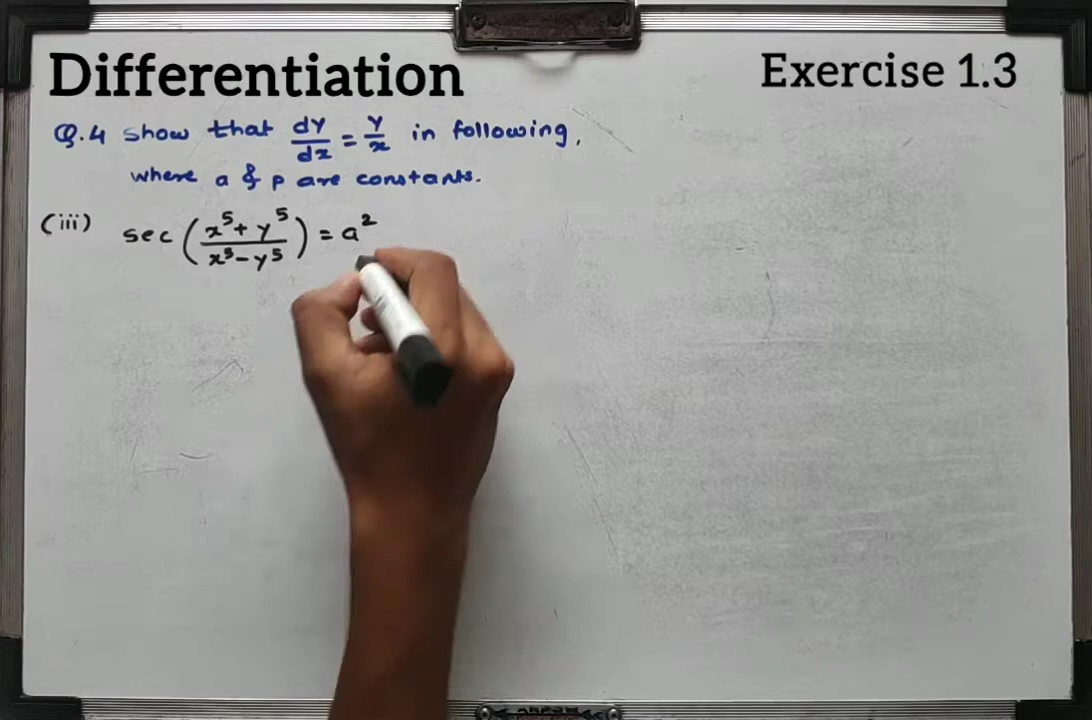 Differentiation
Exercise 1.3
Q.4 show that dy/dx = y/x in following,
where a & p are constants.
(iii) sec(x⁵+y⁵/x⁵-y⁵) = a²